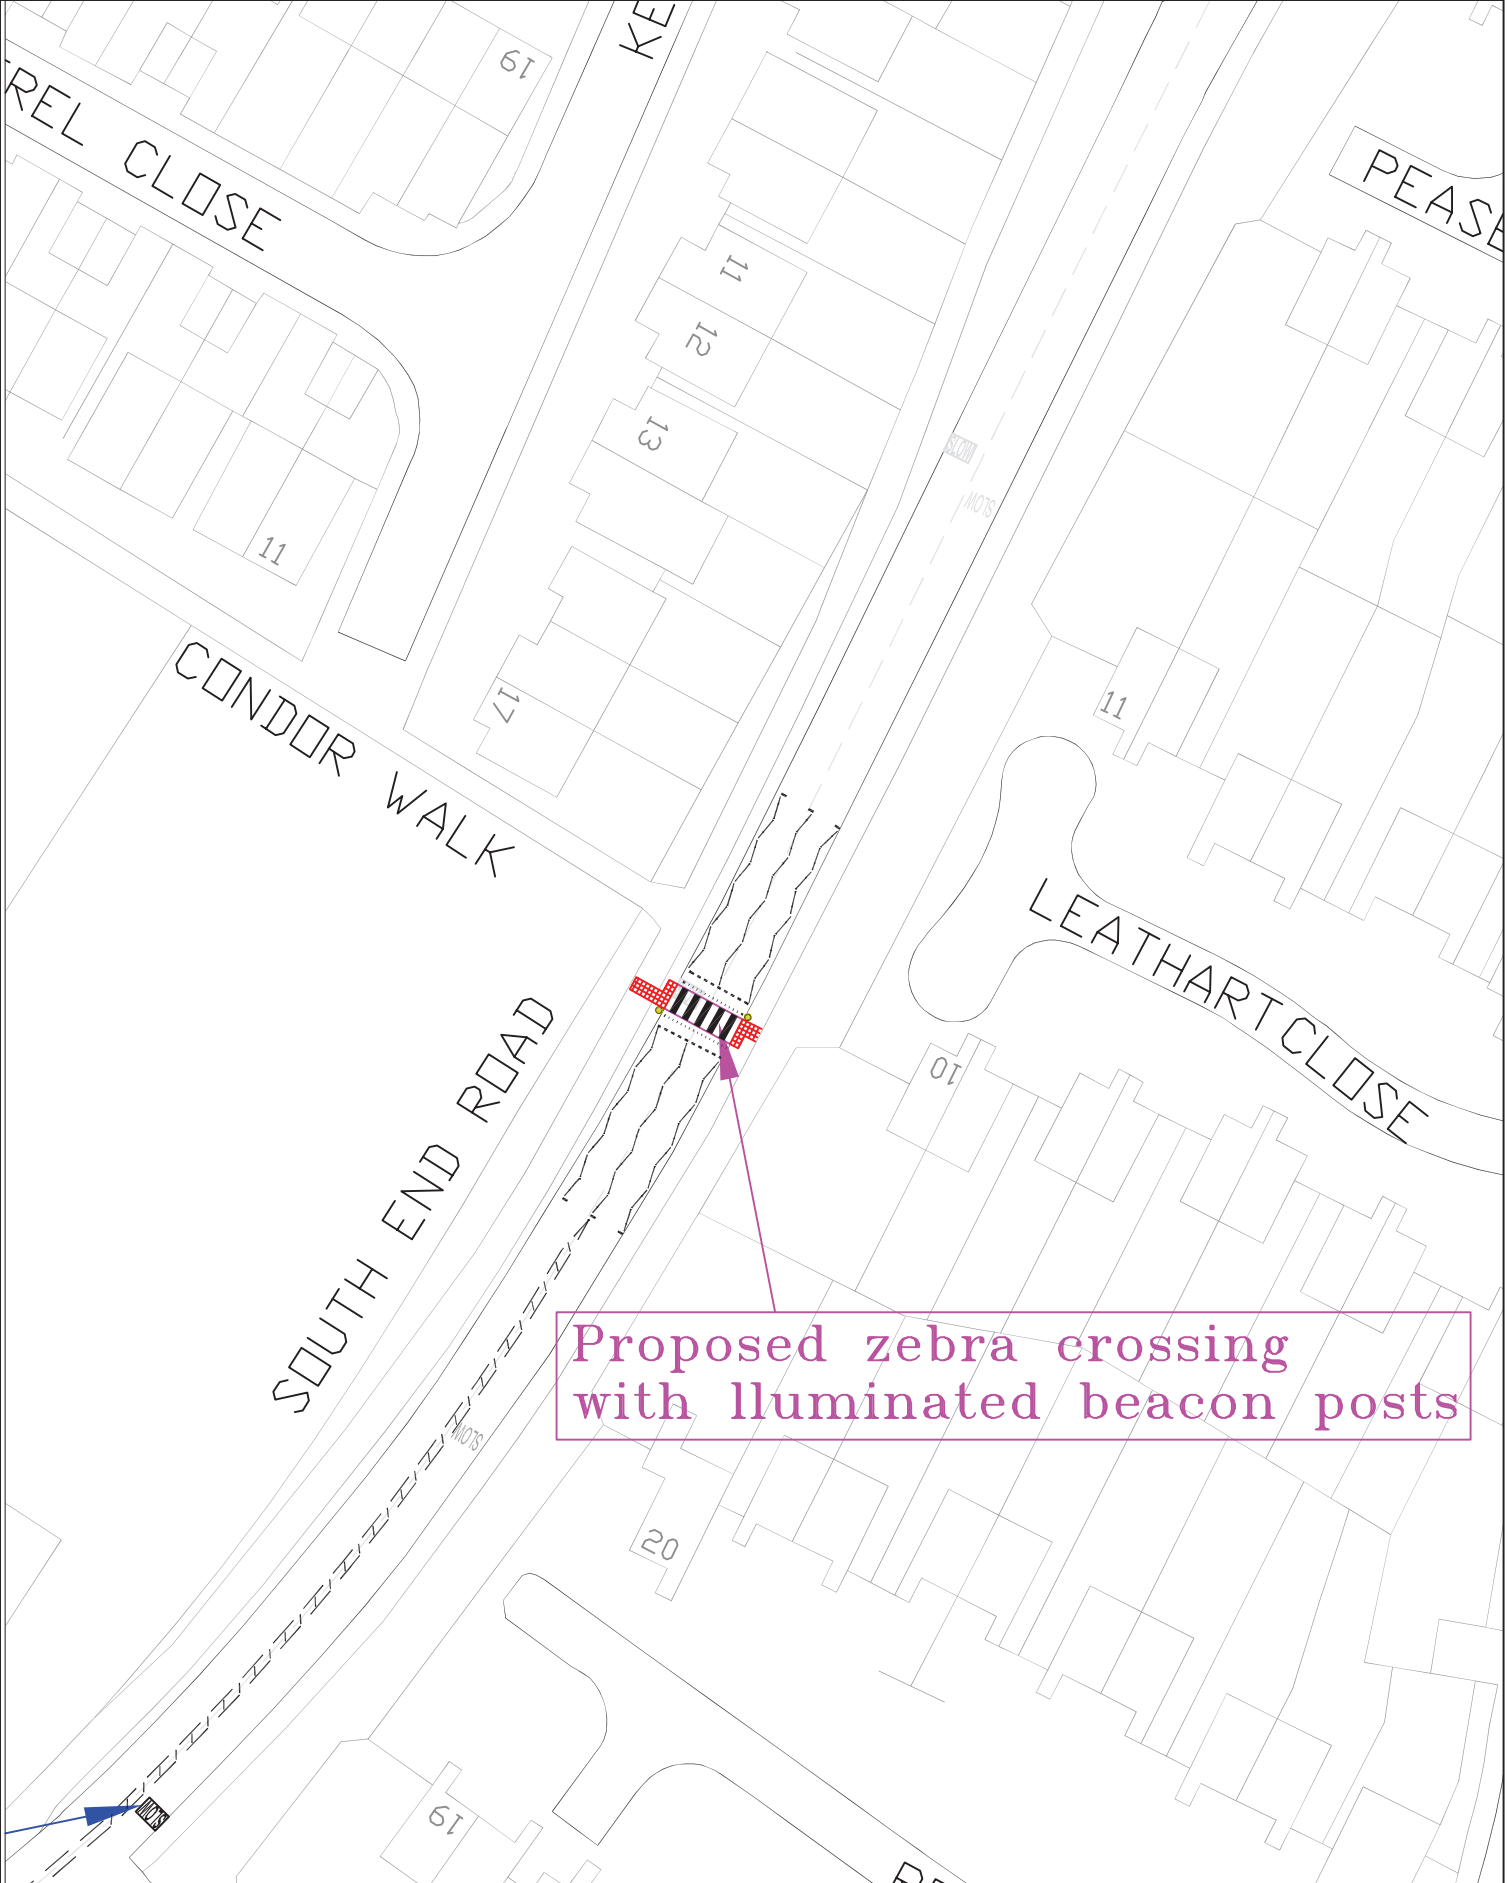 19
KE
REL CLOSE
PEASE
11
12
13
SLOW
SLOW
11
CONDOR WALK
17
11
LEATHART CLOSE
10
SOUTH END ROAD
Proposed zebra crossing
with lluminated beacon posts
SLOW
20
SLOW
19